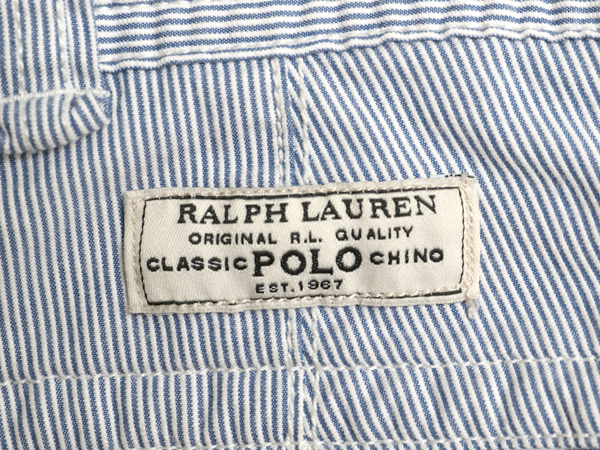 RALPH LAUREN
ORIGINAL R.L. QUALITY
CLASSIC POLO CHINO
EST. 1967